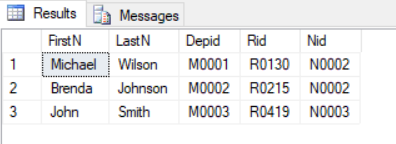 Results Messages
FirstN LastN Depid Rid Nid
1 Michael Wilson M0001 R0130 N0002
2 Brenda Johnson M0002 R0215 N0002
3 John Smith M0003 R0419 N0003